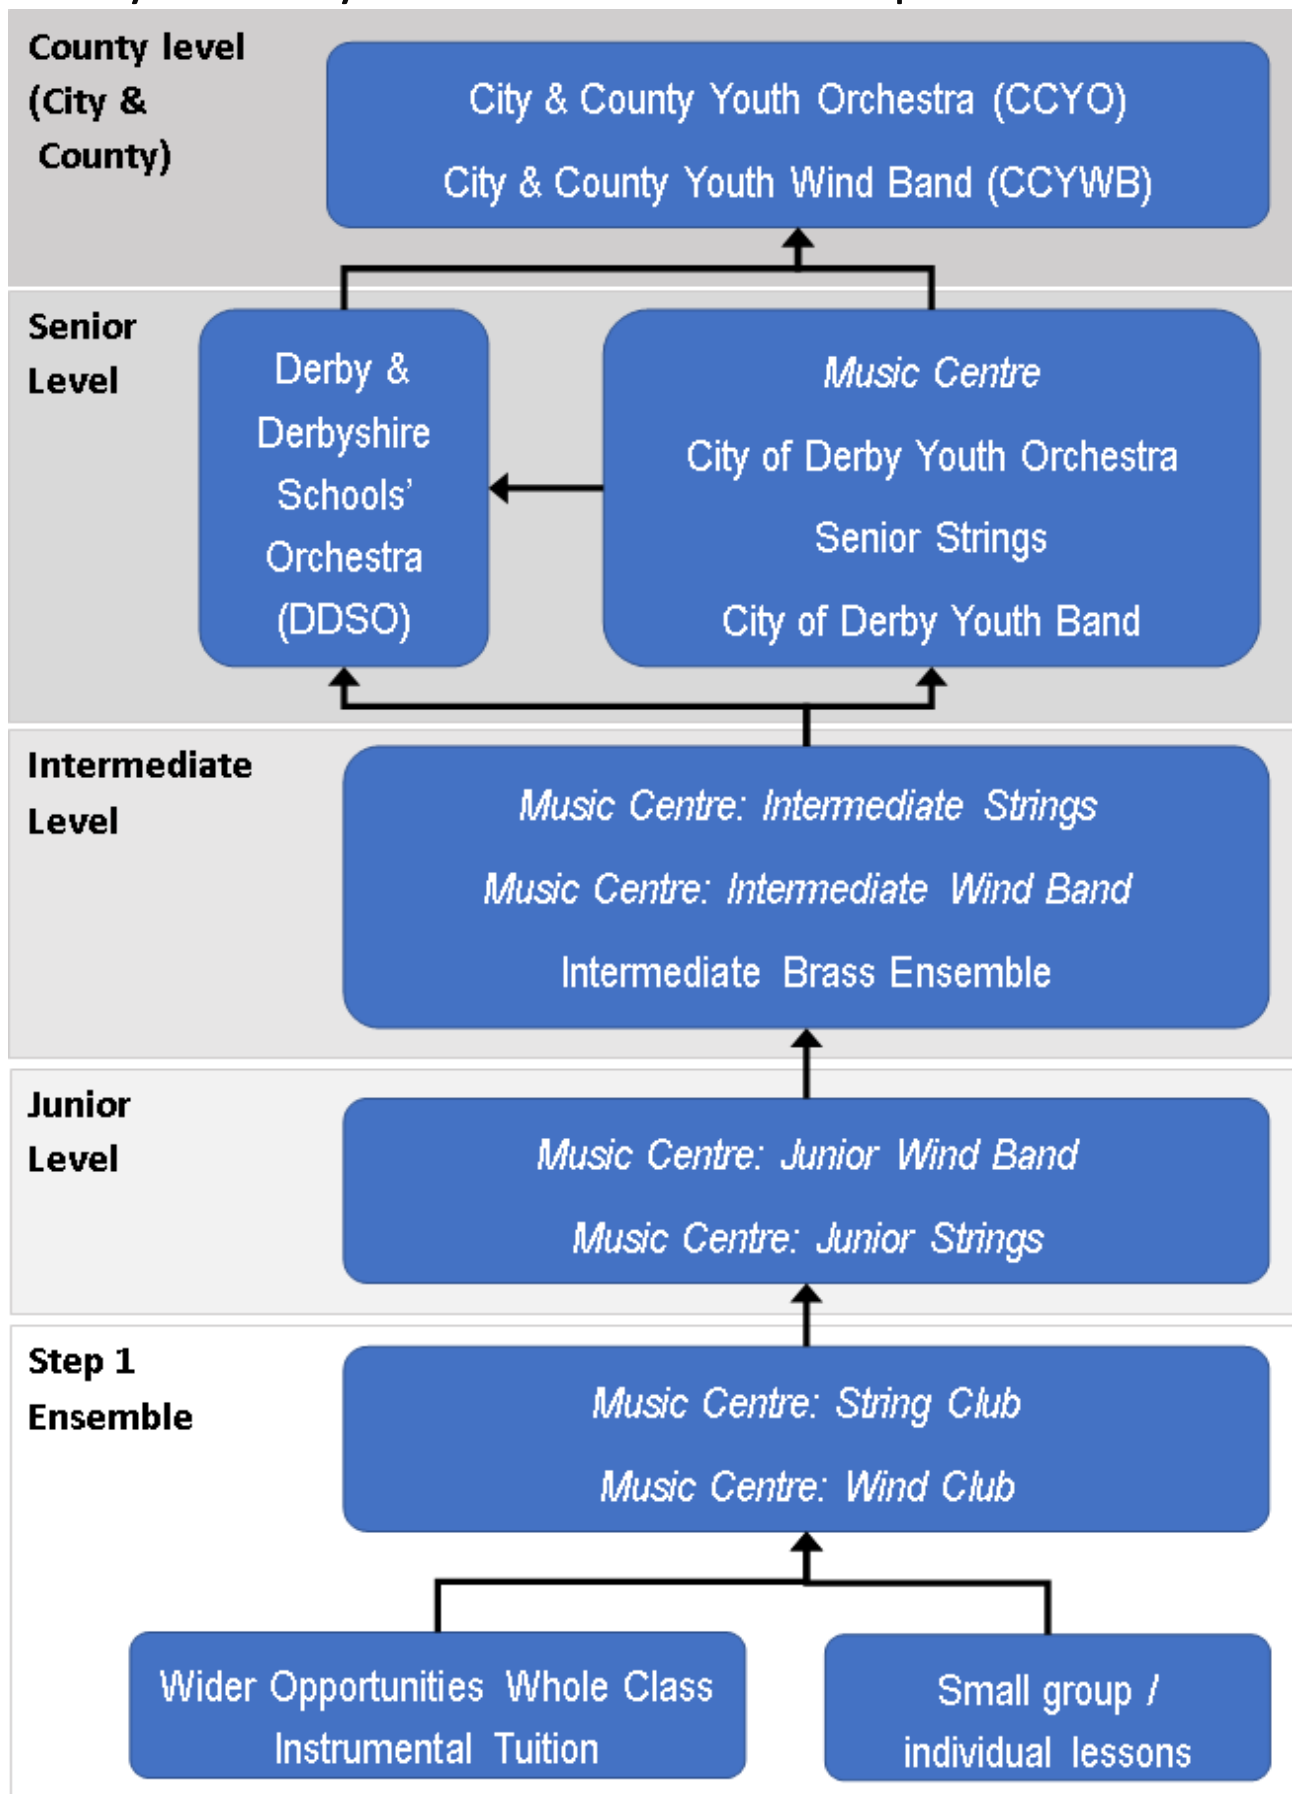 County level
(City &
County)
City & County Youth Orchestra (CCYO)
City & County Youth Wind Band (CCYWB)
Senior
Level
Derby &
Derbyshire
Schools’
Orchestra
(DDSO)
Music Centre
City of Derby Youth Orchestra
Senior Strings
City of Derby Youth Band
Intermediate
Level
Music Centre: Intermediate Strings
Music Centre: Intermediate Wind Band
Intermediate Brass Ensemble
Junior
Level
Music Centre: Junior Wind Band
Music Centre: Junior Strings
Step 1
Ensemble
Music Centre: String Club
Music Centre: Wind Club
Wider Opportunities Whole Class
Instrumental Tuition
Small group /
individual lessons